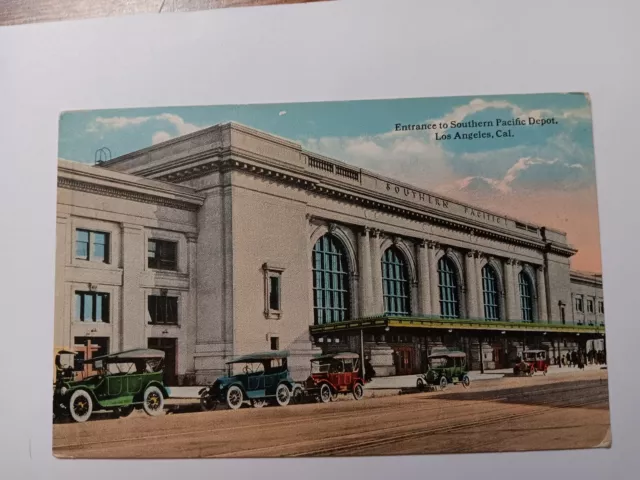 Entrance to Southern Pacific Depot,
Los Angeles, Cal.
SOUTHERN PACIFIC